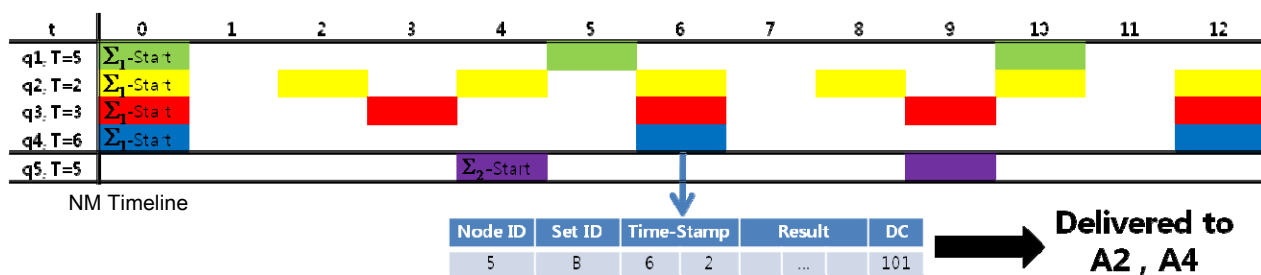 t 0 1 2 3 4 5 6 7 8 9 10 11 12
q1, T=5 Σ1-Start
q2, T=2 Σ1-Start
q3, T=3 Σ1-Start
q4, T=6 Σ1-Start
q5, T=5 Σ2-Start
NM Timeline
Node ID Set ID Time-Stamp Result DC
5 B 6 2 ... 101
Delivered to
A2 , A4